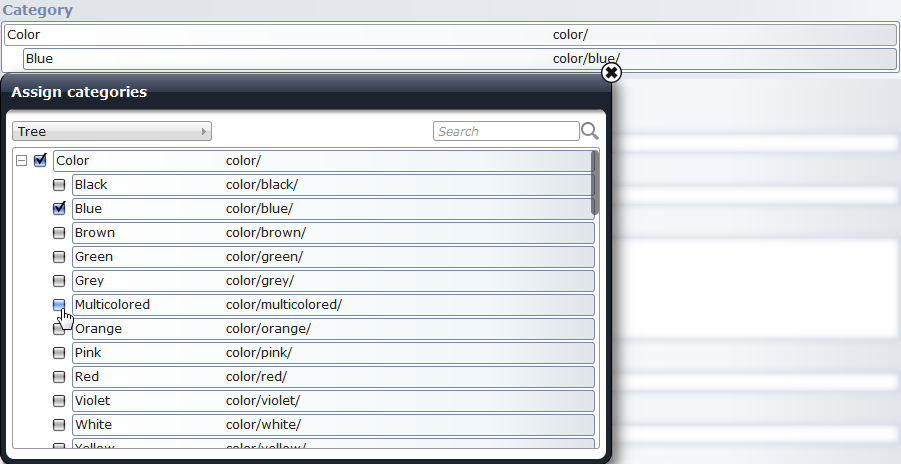 Category
Color color/
Blue color/blue/
Assign categories
Tree Search
Color color/
Black color/black/
Blue color/blue/
Brown color/brown/
Green color/green/
Grey color/grey/
Multicolored color/multicolored/
Orange color/orange/
Pink color/pink/
Red color/red/
Violet color/violet/
White color/white/
Yellow color/yellow/